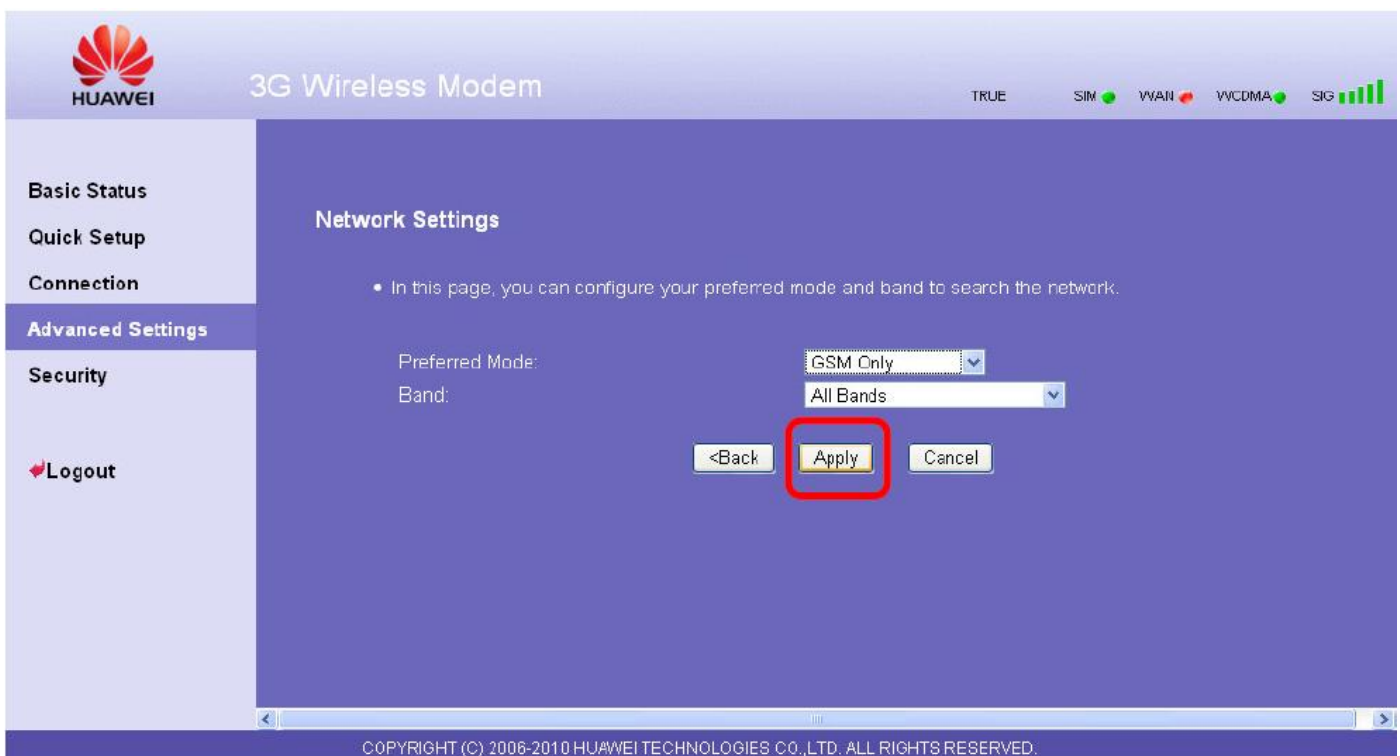 HUAWEI
3G Wireless Modem
TRUE SIM WAN WCDMA SIG
Basic Status
Quick Setup
Connection
Advanced Settings
Security
Logout
Network Settings
• In this page, you can configure your preferred mode and band to search the network.
Preferred Mode: GSM Only
Band: All Bands
<Back Apply Cancel
COPYRIGHT (C) 2006-2010 HUAWEI TECHNOLOGIES CO.,LTD. ALL RIGHTS RESERVED.